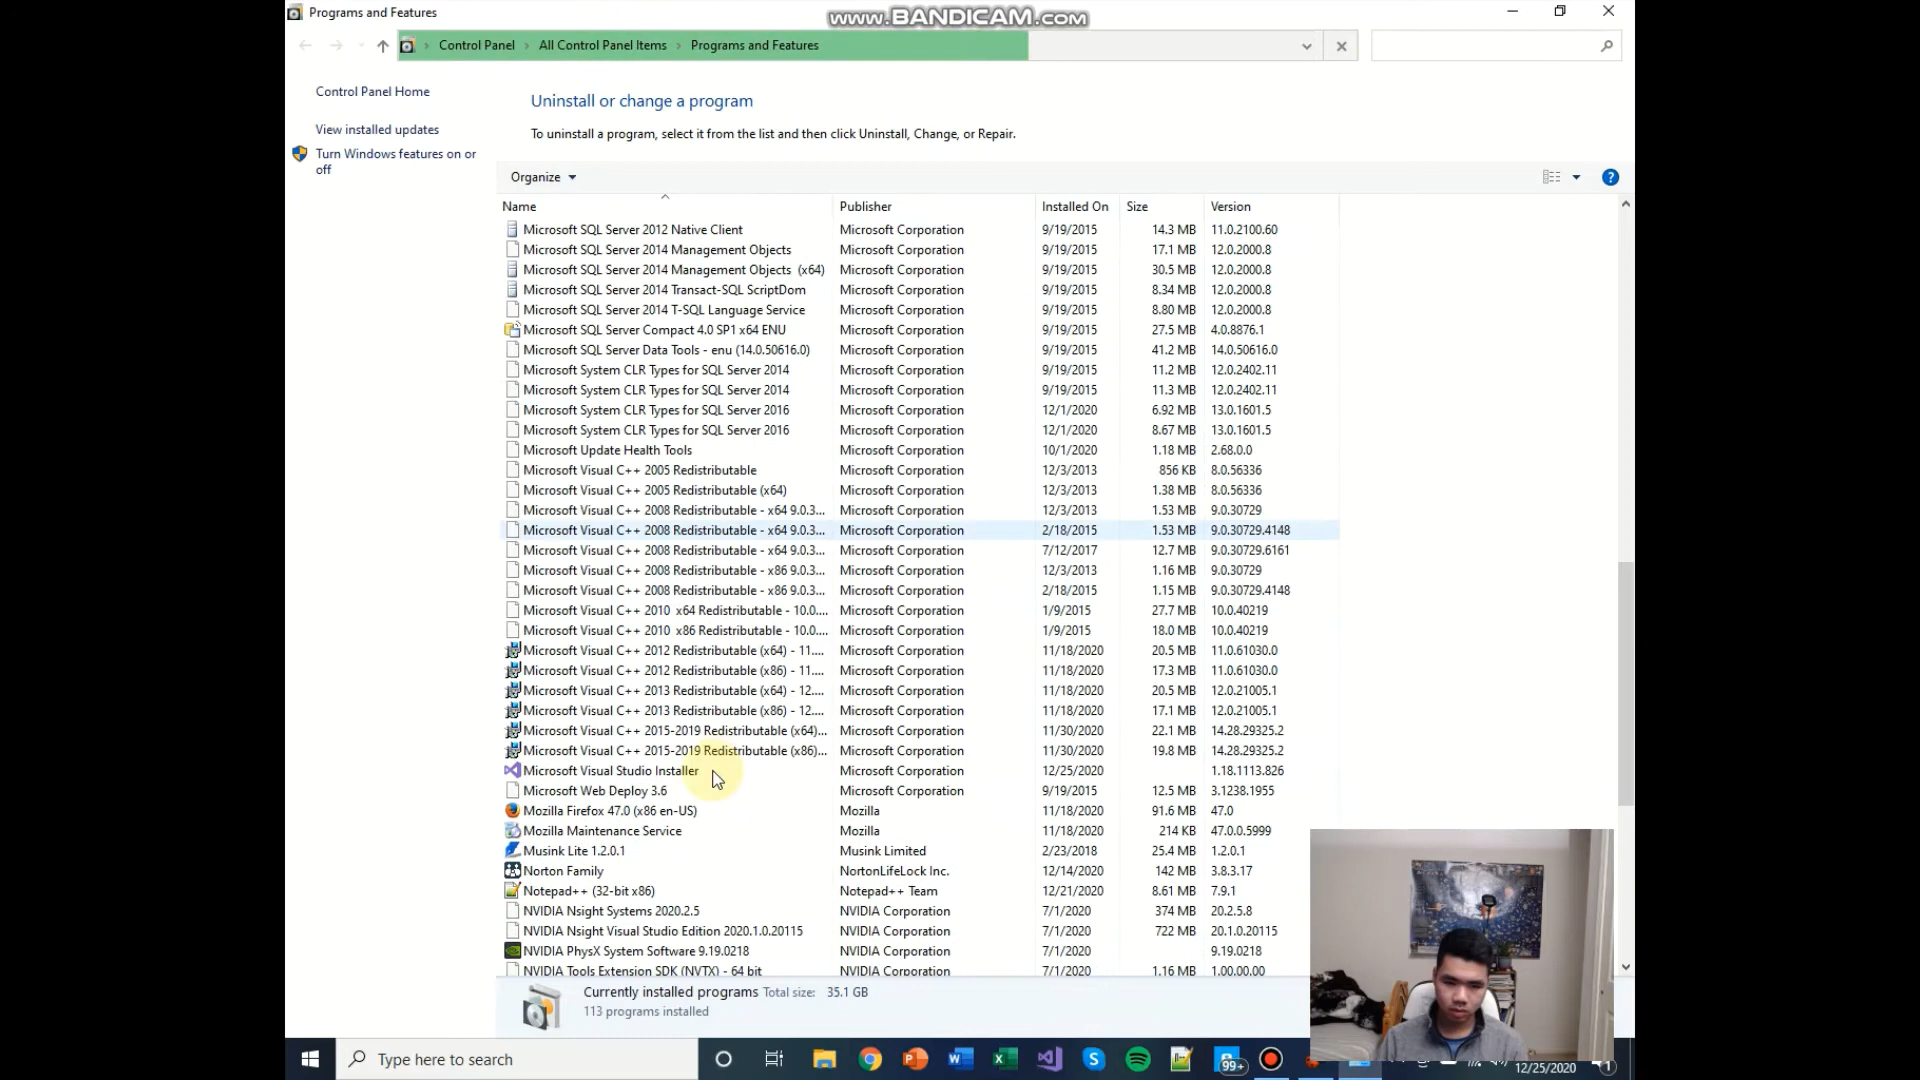 Programs and Features
www.BANDICAM.com
Control Panel
All Control Panel Items
Programs and Features
Control Panel Home
View installed updates
Turn Windows features on or
off
Uninstall or change a program
To uninstall a program, select it from the list and then click Uninstall, Change, or Repair.
Organize
Name Publisher Installed On Size Version
Microsoft SQL Server 2012 Native Client Microsoft Corporation 9/19/2015 14.3 MB 11.0.2100.60
Microsoft SQL Server 2014 Management Objects Microsoft Corporation 9/19/2015 17.1 MB 12.0.2000.8
Microsoft SQL Server 2014 Management Objects (x64) Microsoft Corporation 9/19/2015 30.5 MB 12.0.2000.8
Microsoft SQL Server 2014 Transact-SQL ScriptDom Microsoft Corporation 9/19/2015 8.34 MB 12.0.2000.8
Microsoft SQL Server 2014 T-SQL Language Service Microsoft Corporation 9/19/2015 8.80 MB 12.0.2000.8
Microsoft SQL Server Compact 4.0 SP1 x64 ENU Microsoft Corporation 9/19/2015 27.5 MB 4.0.8876.1
Microsoft SQL Server Data Tools - enu (14.0.50616.0) Microsoft Corporation 9/19/2015 41.2 MB 14.0.50616.0
Microsoft System CLR Types for SQL Server 2014 Microsoft Corporation 9/19/2015 11.2 MB 12.0.2402.11
Microsoft System CLR Types for SQL Server 2014 Microsoft Corporation 9/19/2015 11.3 MB 12.0.2402.11
Microsoft System CLR Types for SQL Server 2016 Microsoft Corporation 12/1/2020 6.92 MB 13.0.1601.5
Microsoft System CLR Types for SQL Server 2016 Microsoft Corporation 12/1/2020 8.67 MB 13.0.1601.5
Microsoft Update Health Tools Microsoft Corporation 10/1/2020 1.18 MB 2.68.0.0
Microsoft Visual C++ 2005 Redistributable Microsoft Corporation 12/3/2013 856 KB 8.0.56336
Microsoft Visual C++ 2005 Redistributable (x64) Microsoft Corporation 12/3/2013 1.38 MB 8.0.56336
Microsoft Visual C++ 2008 Redistributable - x64 9.0.3... Microsoft Corporation 12/3/2013 1.53 MB 9.0.30729
Microsoft Visual C++ 2008 Redistributable - x64 9.0.3... Microsoft Corporation 2/18/2015 1.53 MB 9.0.30729.4148
Microsoft Visual C++ 2008 Redistributable - x64 9.0.3... Microsoft Corporation 7/12/2017 12.7 MB 9.0.30729.6161
Microsoft Visual C++ 2008 Redistributable - x86 9.0.3... Microsoft Corporation 12/3/2013 1.16 MB 9.0.30729
Microsoft Visual C++ 2008 Redistributable - x86 9.0.3... Microsoft Corporation 2/18/2015 1.15 MB 9.0.30729.4148
Microsoft Visual C++ 2010 x64 Redistributable - 10.0.... Microsoft Corporation 1/9/2015 27.7 MB 10.0.40219
Microsoft Visual C++ 2010 x86 Redistributable - 10.0.... Microsoft Corporation 1/9/2015 18.0 MB 10.0.40219
Microsoft Visual C++ 2012 Redistributable (x64) - 11.... Microsoft Corporation 11/18/2020 20.5 MB 11.0.61030.0
Microsoft Visual C++ 2012 Redistributable (x86) - 11.... Microsoft Corporation 11/18/2020 17.3 MB 11.0.61030.0
Microsoft Visual C++ 2013 Redistributable (x64) - 12.... Microsoft Corporation 11/18/2020 20.5 MB 12.0.21005.1
Microsoft Visual C++ 2013 Redistributable (x86) - 12.... Microsoft Corporation 11/18/2020 17.1 MB 12.0.21005.1
Microsoft Visual C++ 2015-2019 Redistributable (x64)... Microsoft Corporation 11/30/2020 22.1 MB 14.28.29325.2
Microsoft Visual C++ 2015-2019 Redistributable (x86)... Microsoft Corporation 11/30/2020 19.8 MB 14.28.29325.2
Microsoft Visual Studio Installer Microsoft Corporation 12/25/2020 1.18.1113.826
Microsoft Web Deploy 3.6 Microsoft Corporation 9/19/2015 12.5 MB 3.1238.1955
Mozilla Firefox 47.0 (x86 en-US) Mozilla 11/18/2020 91.6 MB 47.0
Mozilla Maintenance Service Mozilla 11/18/2020 214 KB 47.0.0.5999
Musink Lite 1.2.0.1 Musink Limited 2/23/2018 25.4 MB 1.2.0.1
Norton Family NortonLifeLock Inc. 12/14/2020 142 MB 3.8.3.17
Notepad++ (32-bit x86) Notepad++ Team 12/21/2020 8.61 MB 7.9.1
NVIDIA Nsight Systems 2020.2.5 NVIDIA Corporation 7/1/2020 374 MB 20.2.5.8
NVIDIA Nsight Visual Studio Edition 2020.1.0.20115 NVIDIA Corporation 7/1/2020 722 MB 20.1.0.20115
NVIDIA PhysX System Software 9.19.0218 NVIDIA Corporation 7/1/2020 9.19.0218
NVIDIA Tools Extension SDK (NVTX) - 64 bit NVIDIA Corporation 7/1/2020 1.16 MB 1.00.00.00
Currently installed programs Total size: 35.1 GB
113 programs installed
Type here to search
99+
12/25/2020
1